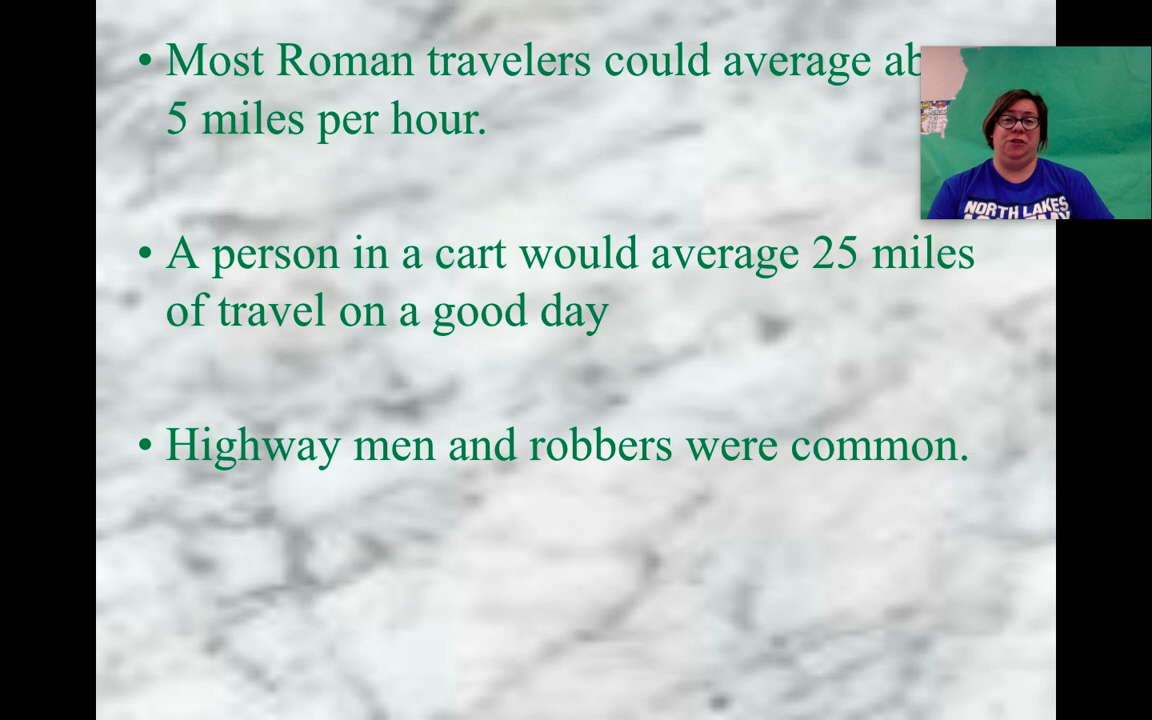 • Most Roman travelers could average
5 miles per hour.
• A person in a cart would average 25 miles
of travel on a good day
• Highway men and robbers were common.
NORTH LAKES